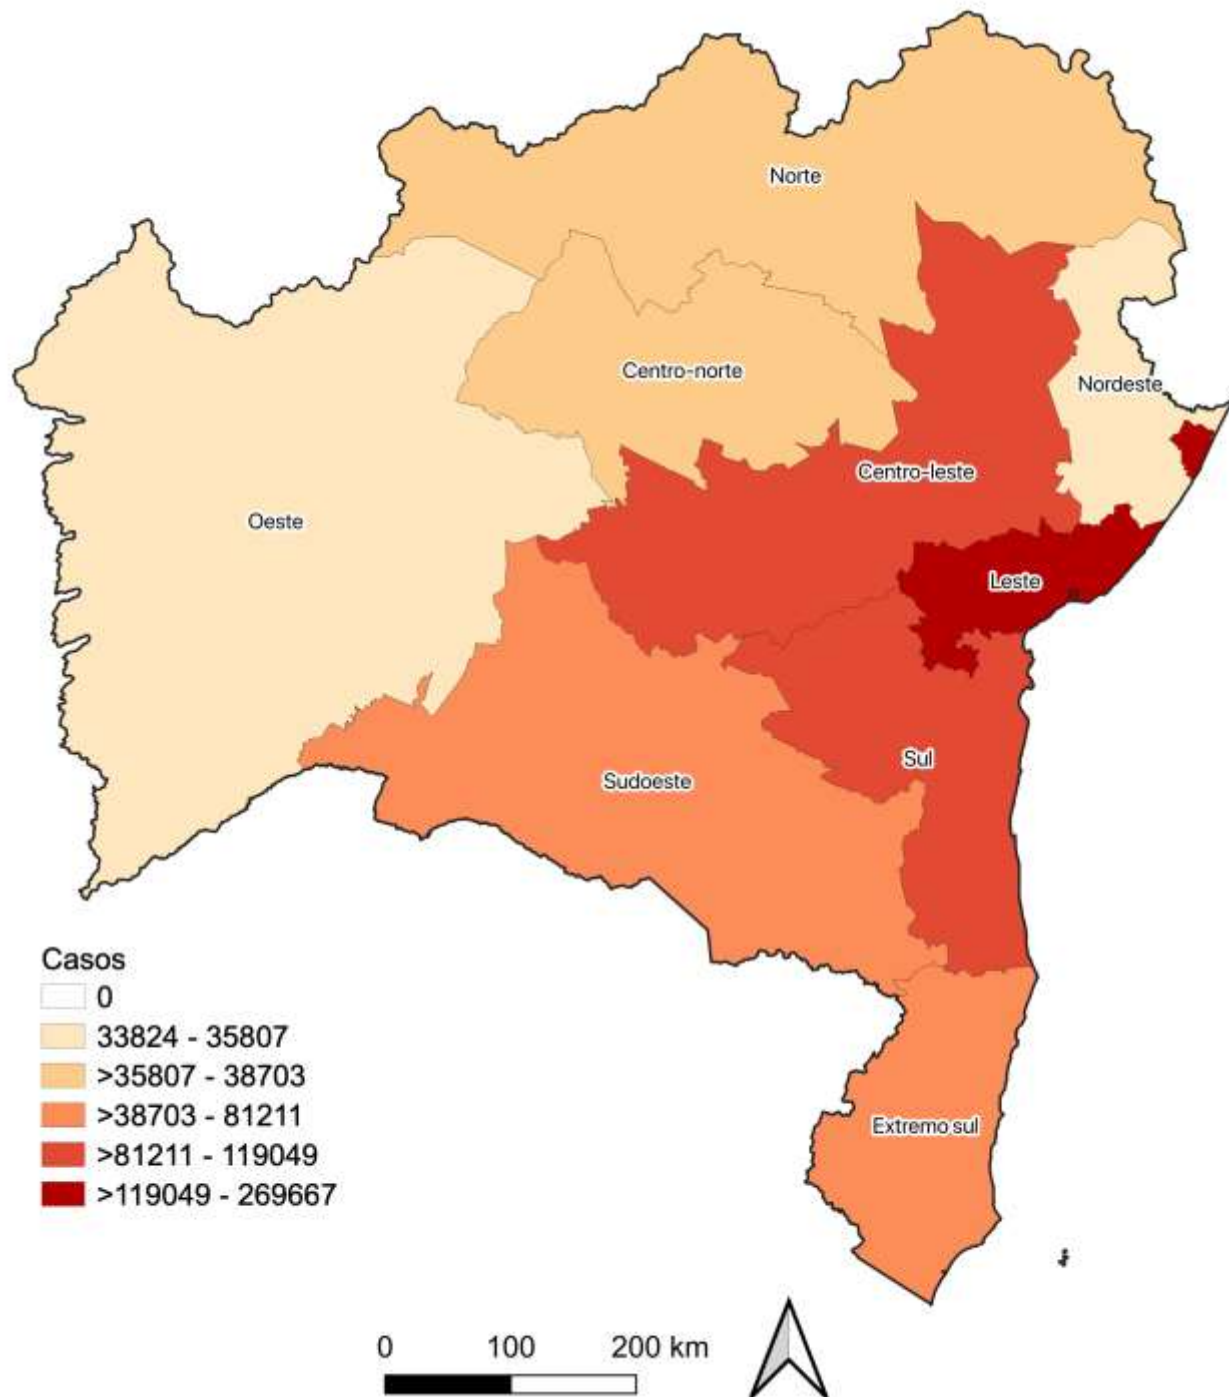 Norte
Centro-norte
Nordeste
Centro-leste
Oeste
Leste
Sul
Sudoeste
Casos
0
33824 - 35807
>35807 - 38703
>38703 - 81211
>81211 - 119049
>119049 - 269667
Extremo sul
0 100 200 km